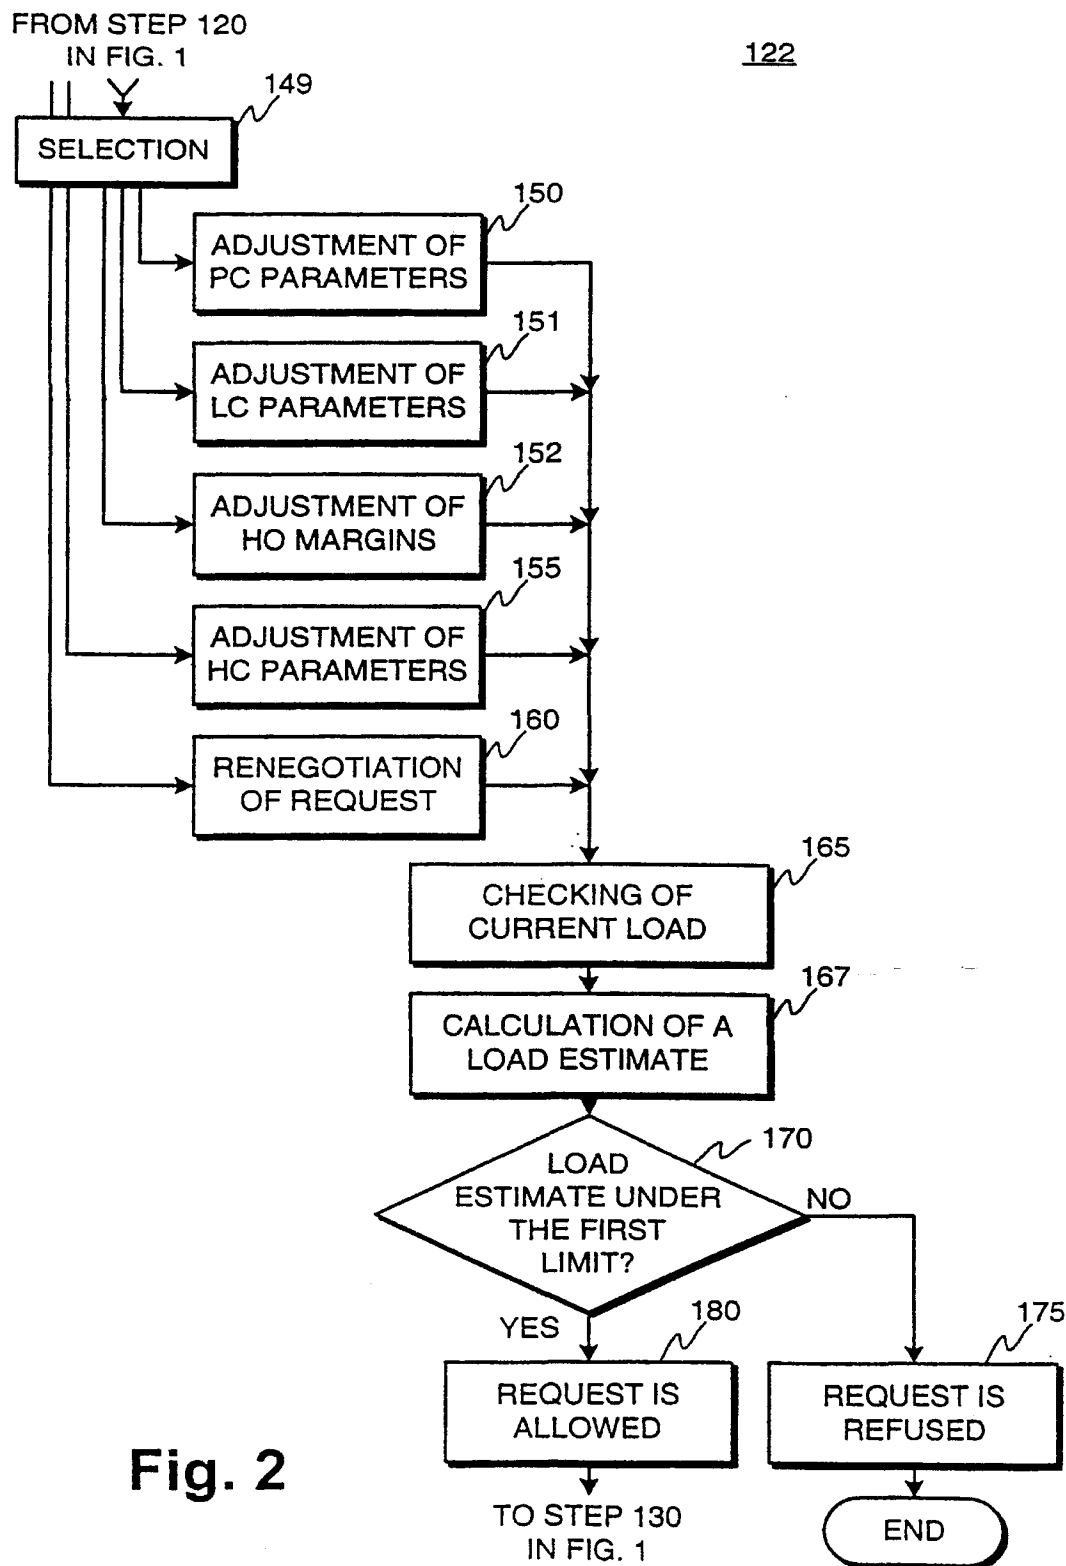 FROM STEP 120
IN FIG. 1
122
149
SELECTION
150
ADJUSTMENT OF
PC PARAMETERS
151
ADJUSTMENT OF
LC PARAMETERS
152
ADJUSTMENT OF
HO MARGINS
155
ADJUSTMENT OF
HC PARAMETERS
160
RENEGOTIATION
OF REQUEST
165
CHECKING OF
CURRENT LOAD
167
CALCULATION OF A
LOAD ESTIMATE
170
LOAD
ESTIMATE UNDER
THE FIRST
LIMIT?
NO
YES
180
175
REQUEST IS
ALLOWED
REQUEST IS
REFUSED
TO STEP 130
IN FIG. 1
END
Fig. 2